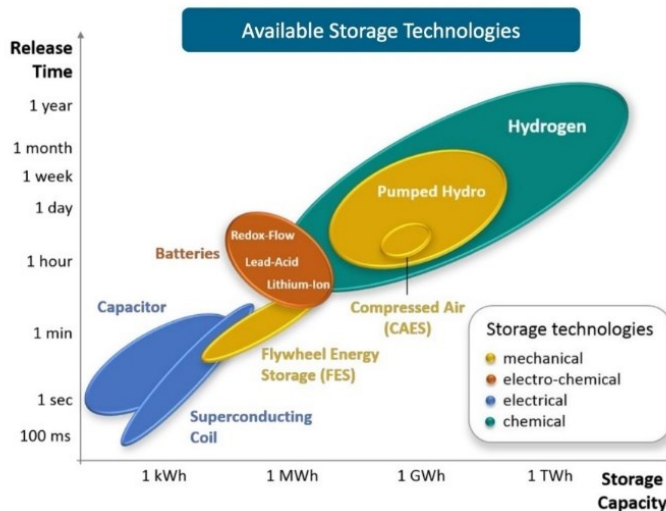 Available Storage Technologies
Release
Time
1 year
1 month
1 week
1 day
1 hour
1 min
1 sec
100 ms
Hydrogen
Pumped Hydro
Redox-Flow
Lead-Acid
Lithium-Ion
Batteries
Compressed Air
(CAES)
Capacitor
Flywheel Energy
Storage (FES)
Superconducting
Coil
Storage technologies
mechanical
electro-chemical
electrical
chemical
1 kWh
1 MWh
1 GWh
1 TWh
Storage
Capacity